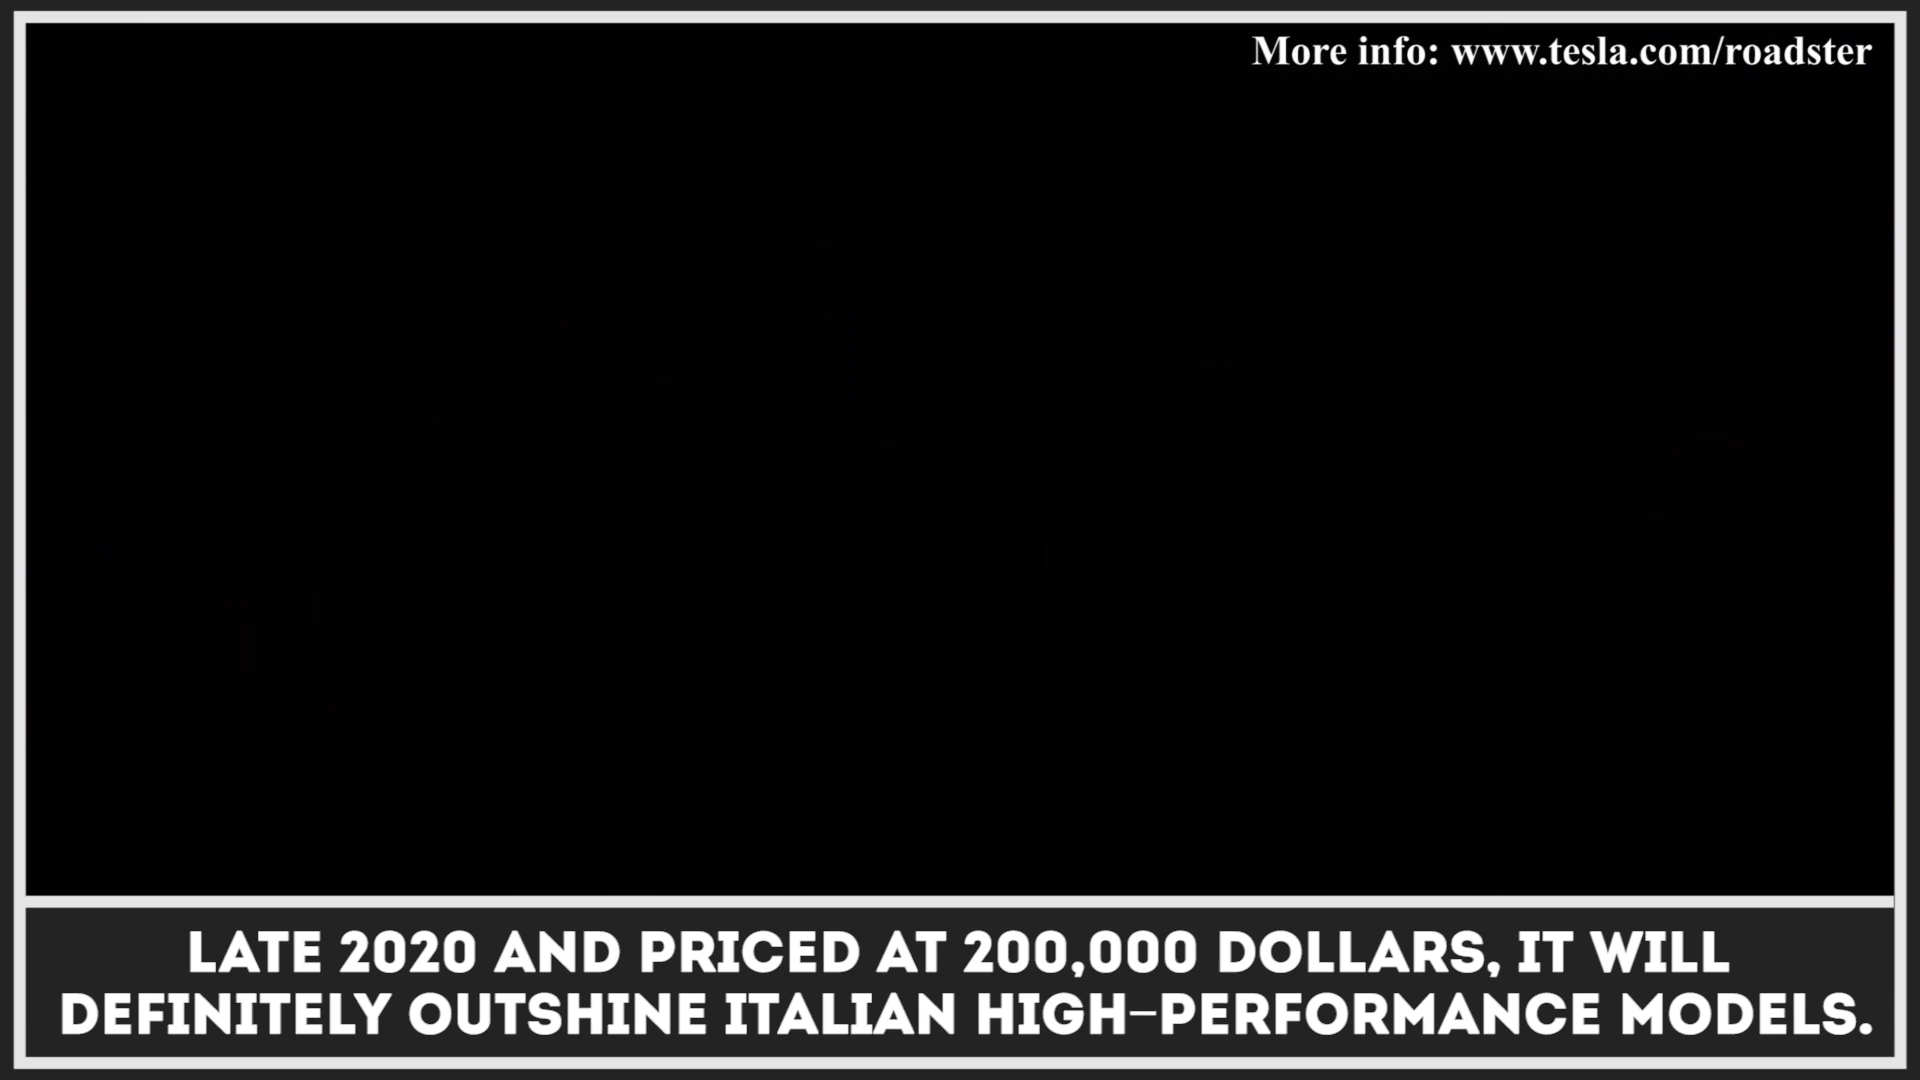 More info: www.tesla.com/roadster
LATE 2020 AND PRICED AT 200,000 DOLLARS, IT WILL
DEFINITELY OUTSHINE ITALIAN HIGH-PERFORMANCE MODELS.